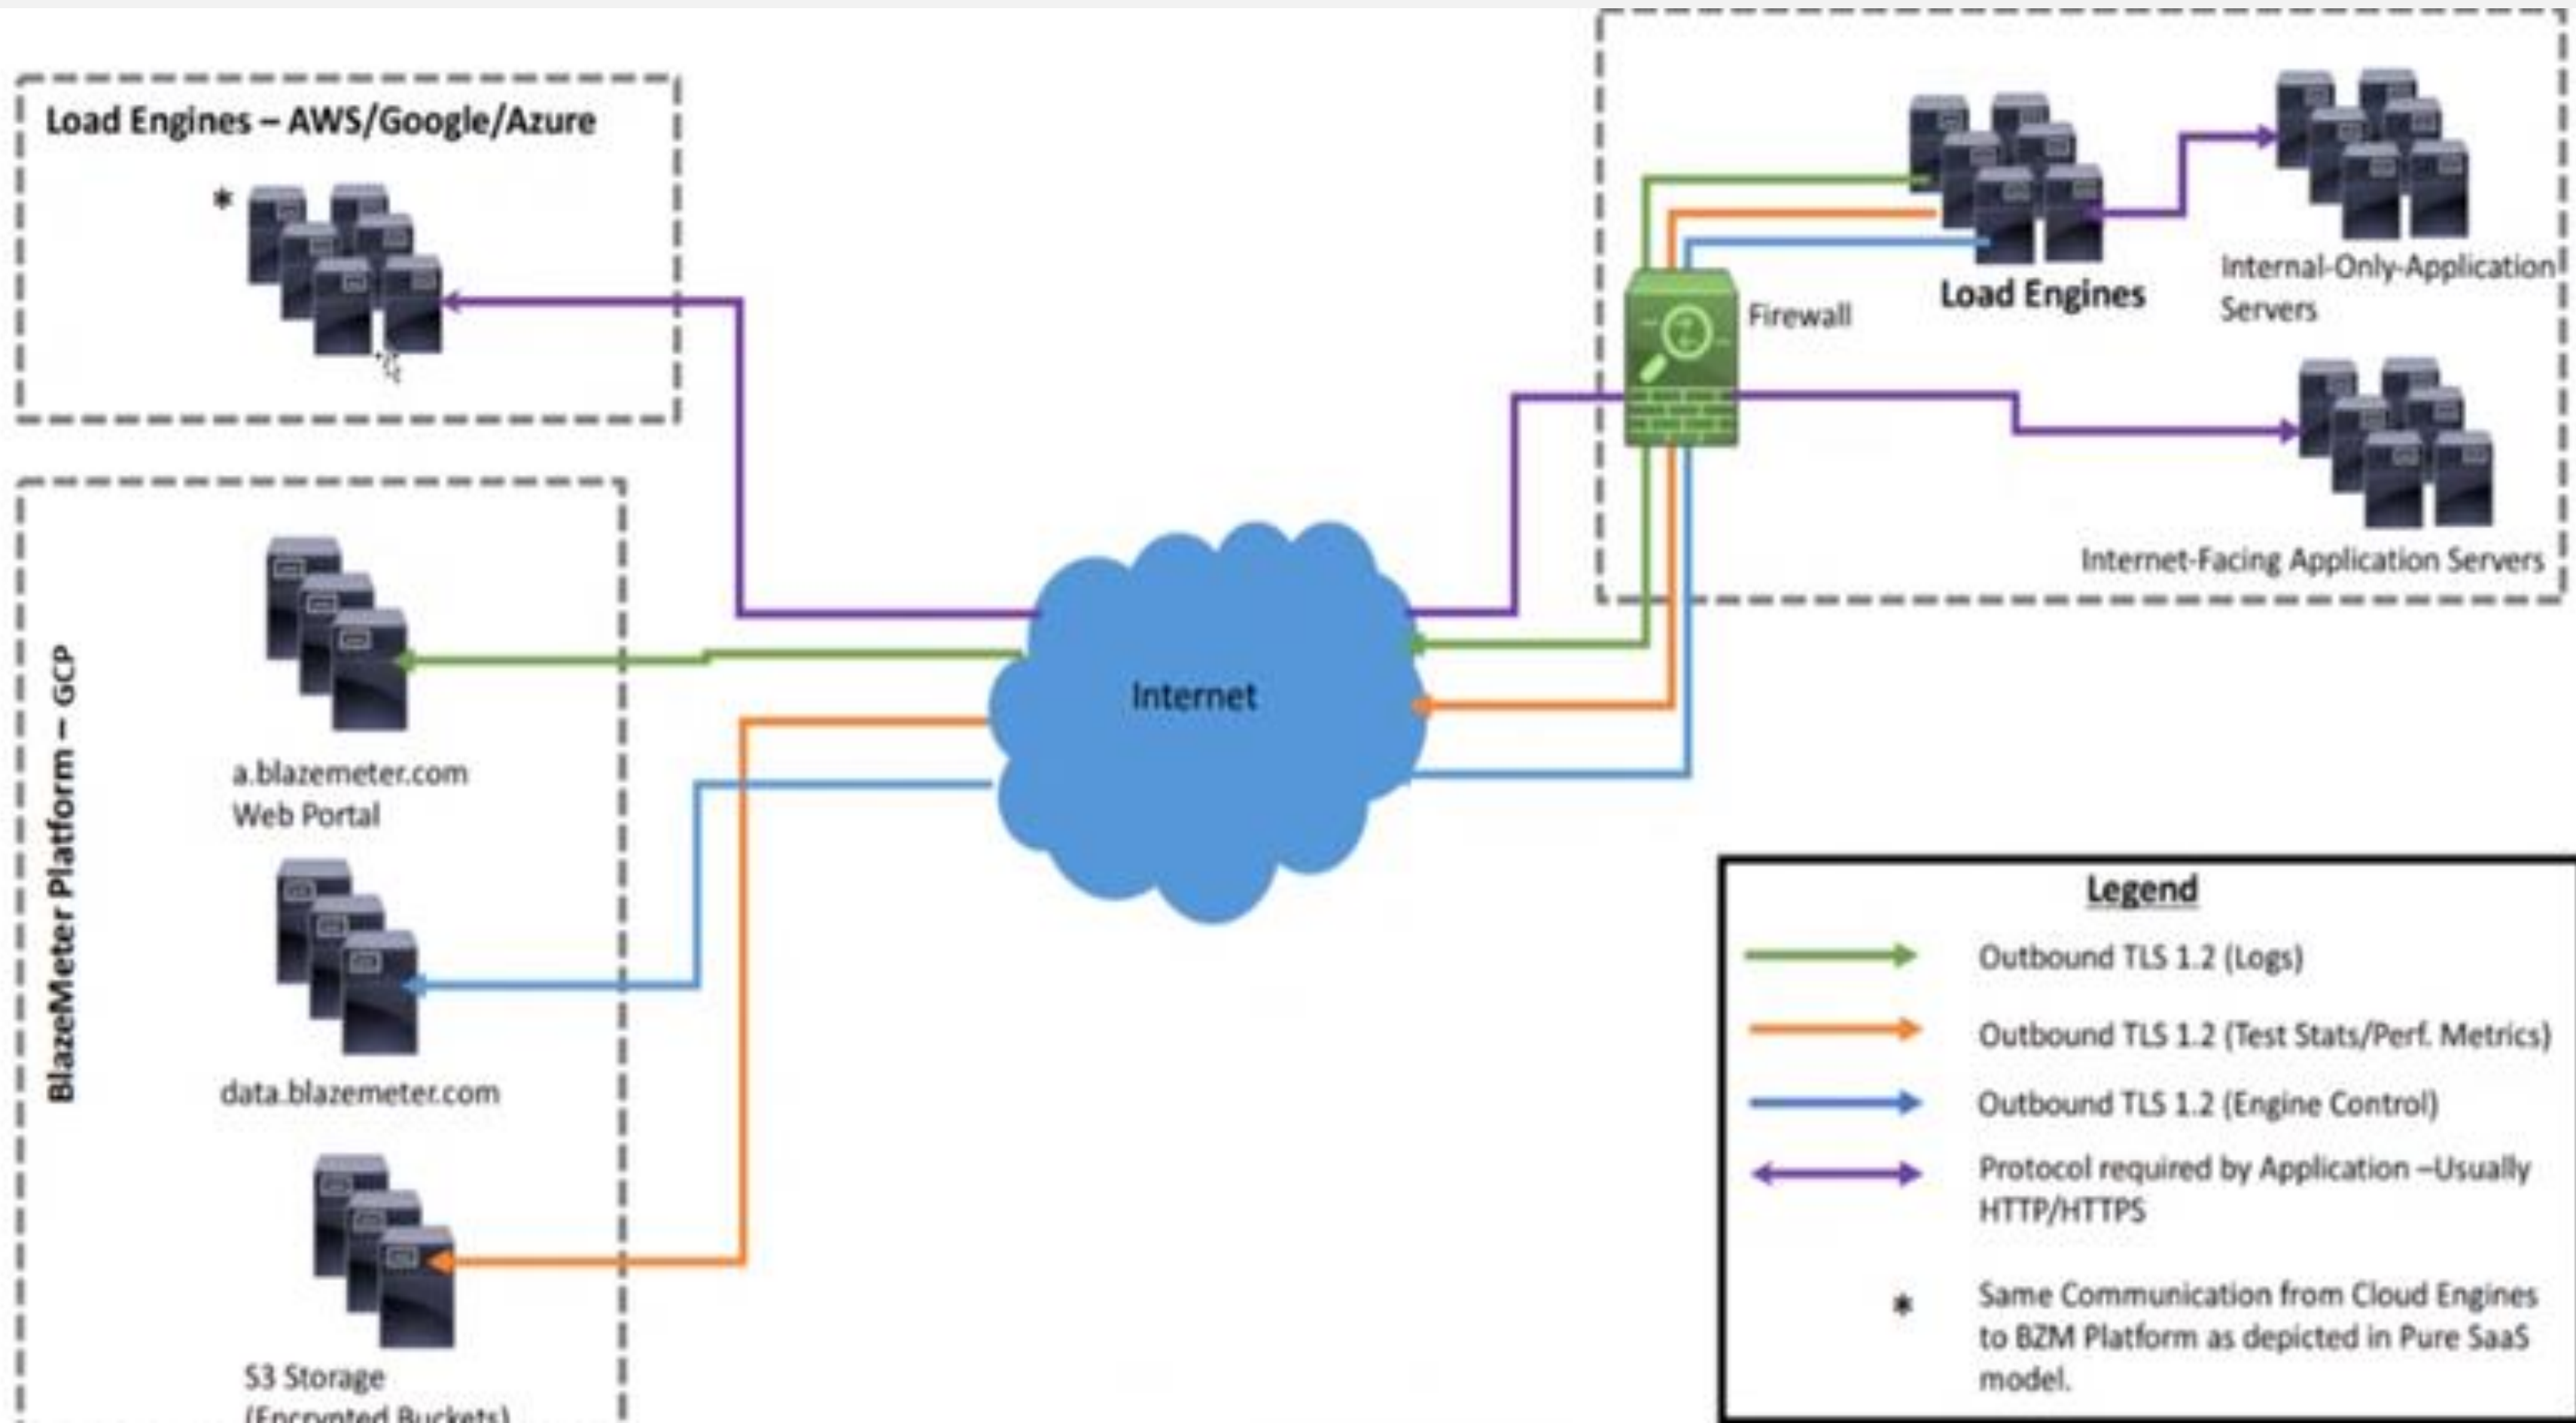 Load Engines – AWS/Google/Azure
*
BlazeMeter Platform – GCP
a.blazemeter.com
Web Portal
data.blazemeter.com
S3 Storage
(Encrypted Buckets)
Internet
Firewall
Load Engines
Internal-Only-Application
Servers
Internet-Facing Application Servers
Legend
Outbound TLS 1.2 (Logs)
Outbound TLS 1.2 (Test Stats/Perf. Metrics)
Outbound TLS 1.2 (Engine Control)
Protocol required by Application –Usually
HTTP/HTTPS
* Same Communication from Cloud Engines
to BZM Platform as depicted in Pure SaaS
model.